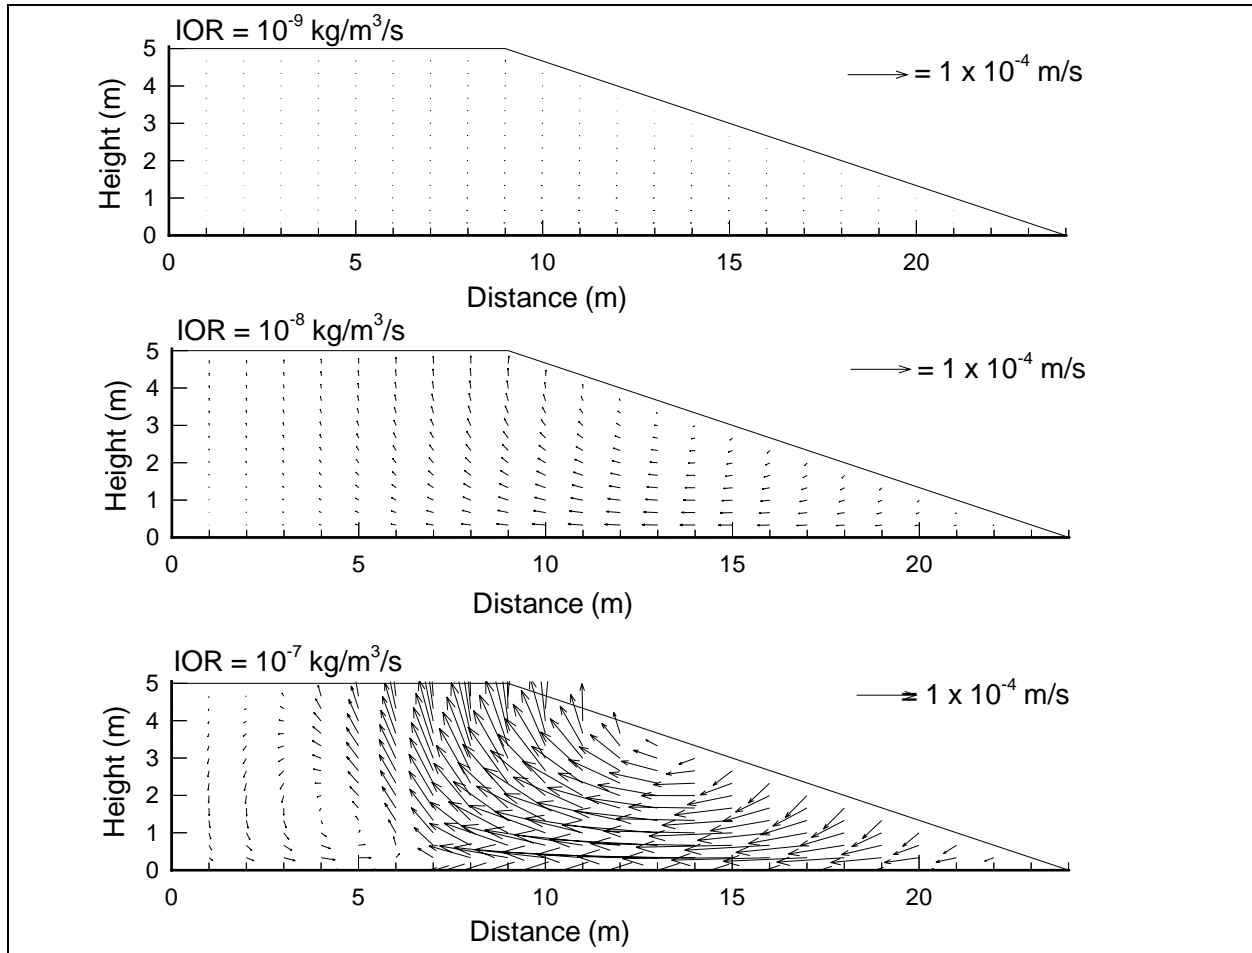 IOR = 10⁻⁹ kg/m³/s
= 1 x 10⁻⁴ m/s
Height (m)
5
4
3
2
1
0
0 5 10 15 20
Distance (m)
IOR = 10⁻⁸ kg/m³/s
= 1 x 10⁻⁴ m/s
Height (m)
5
4
3
2
1
0
0 5 10 15 20
Distance (m)
IOR = 10⁻⁷ kg/m³/s
= 1 x 10⁻⁴ m/s
Height (m)
5
4
3
2
1
0
0 5 10 15 20
Distance (m)